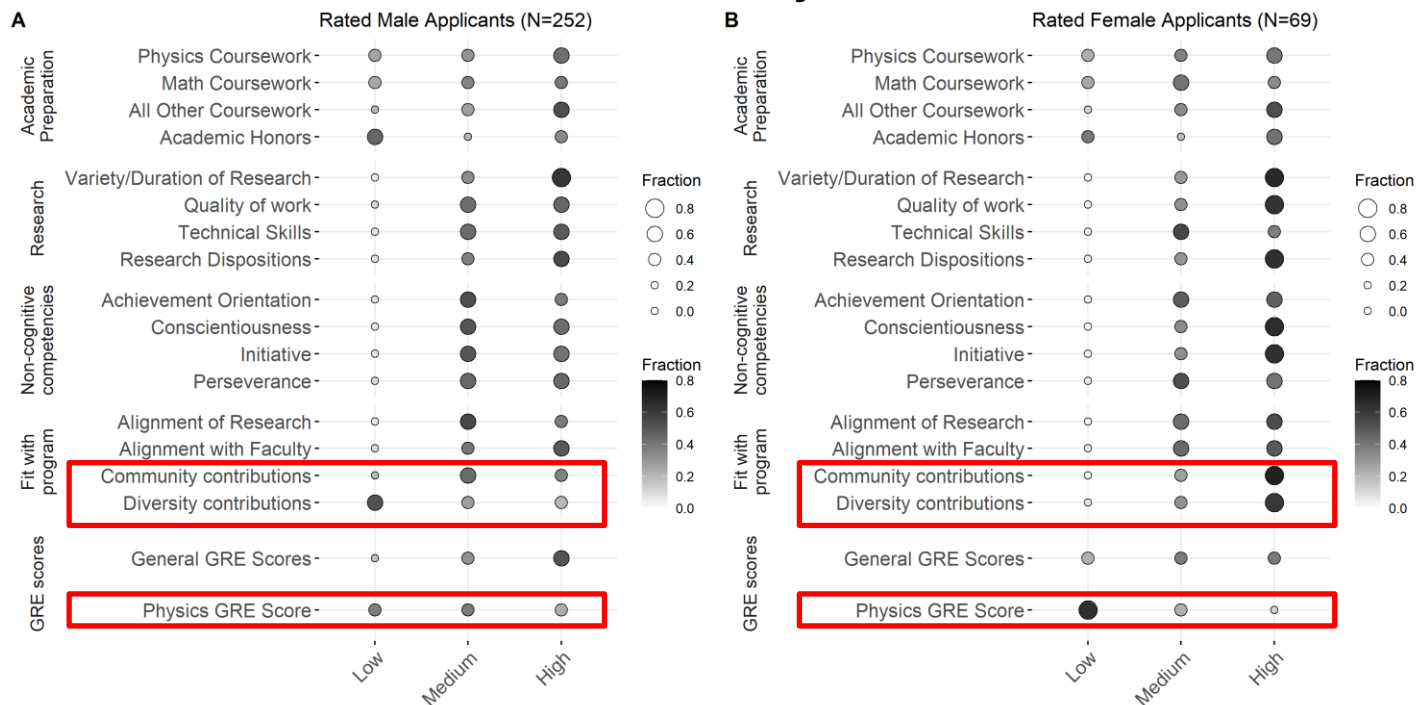 A
Rated Male Applicants (N=252)
Academic
Preparation
Physics Coursework
Math Coursework
All Other Coursework
Academic Honors
Research
Variety/Duration of Research
Quality of work
Technical Skills
Research Dispositions
Non-cognitive
competencies
Achievement Orientation
Conscientiousness
Initiative
Perseverance
Fit with
program
Alignment of Research
Alignment with Faculty
Community contributions
Diversity contributions
GRE scores
General GRE Scores
Physics GRE Score
Low
Medium
High
Fraction
0.8
0.6
0.4
0.2
0.0
Fraction
0.8
0.6
0.4
0.2
0.0
B
Rated Female Applicants (N=69)
Academic
Preparation
Physics Coursework
Math Coursework
All Other Coursework
Academic Honors
Research
Variety/Duration of Research
Quality of work
Technical Skills
Research Dispositions
Non-cognitive
competencies
Achievement Orientation
Conscientiousness
Initiative
Perseverance
Fit with
program
Alignment of Research
Alignment with Faculty
Community contributions
Diversity contributions
GRE scores
General GRE Scores
Physics GRE Score
Low
Medium
High
Fraction
0.8
0.6
0.4
0.2
0.0
Fraction
0.8
0.6
0.4
0.2
0.0